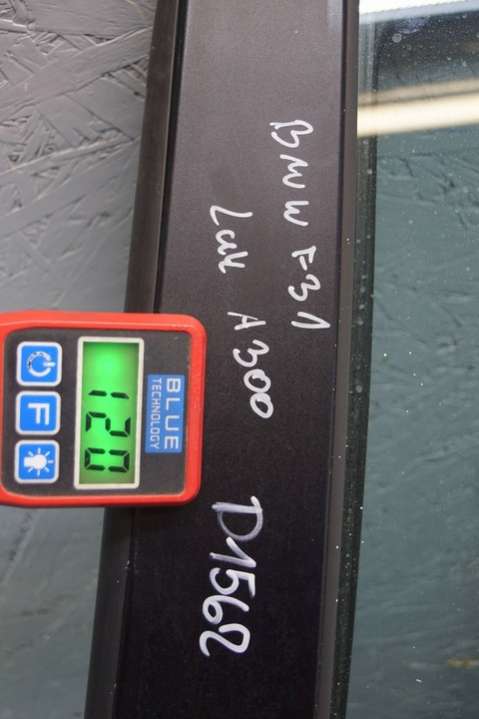 BMW F31
Lak A300
D1562
BLUE
TECHNOLOGY
120
F